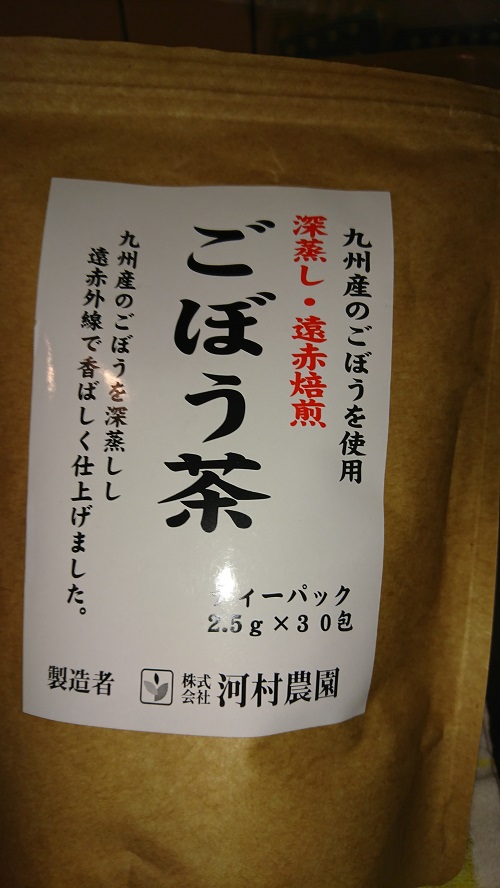 九州産のごぼうを使用
深蒸し・遠赤焙煎
ごぼう茶
九州産のごぼうを深蒸しし
遠赤外線で香ばしく仕上げました。
ティーパック
2.5g×30包
製造者
株式会社
河村農園